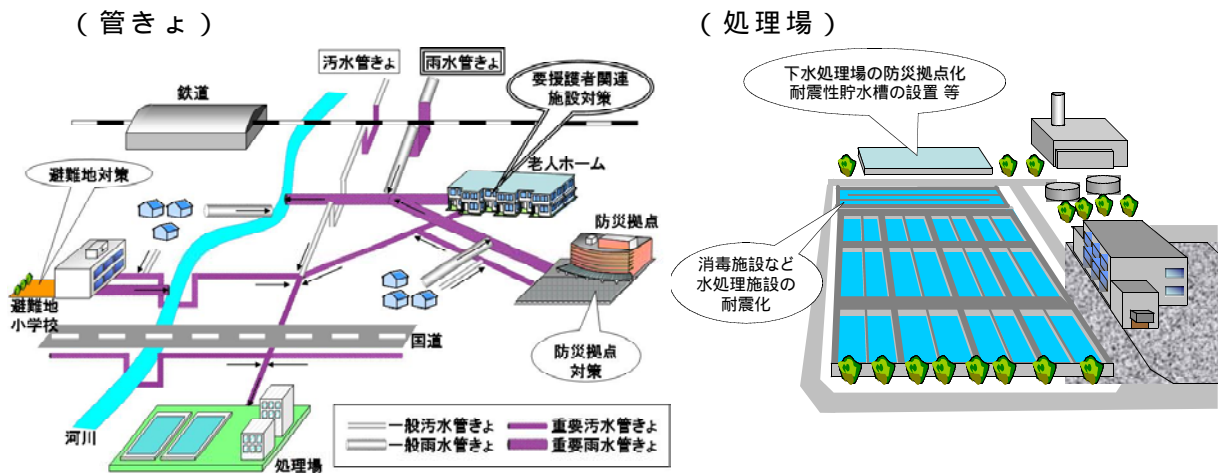 （管きょ）
汚水管きょ
雨水管きょ
要援護者関連
施設対策
鉄道
老人ホーム
避難地対策
防災拠点
避難地
小学校
国道
防災拠点
対策
河川
処理場
一般汚水管きょ
重要汚水管きょ
一般雨水管きょ
重要雨水管きょ
（処理場）
下水処理場の防災拠点化
耐震性貯水槽の設置 等
消毒施設など
水処理施設の
耐震化